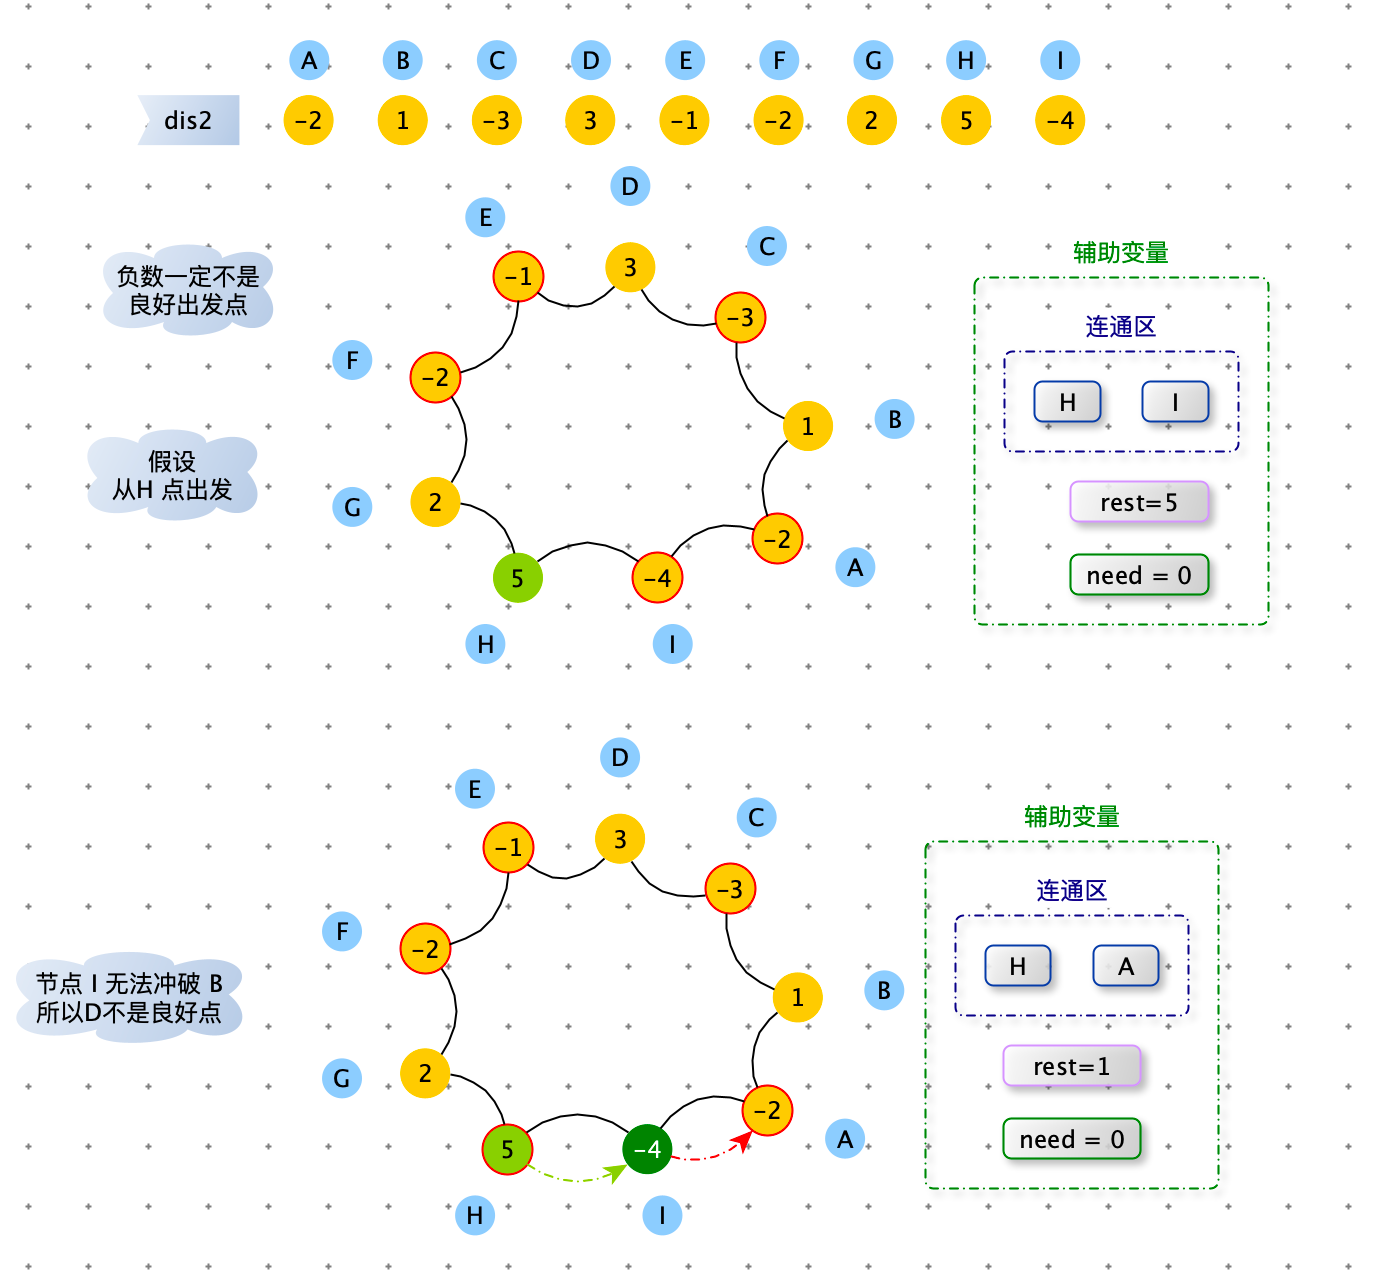 A B C D E F G H I
dis2 -2 1 -3 3 -1 -2 2 5 -4
D
E
C
负数一定不是
良好出发点
-1
3
-3
辅助变量
连通区
F
-2
H I
1
B
假设
从H 点出发
G
2
rest=5
-2
A
5
-4
need = 0
H
I
D
E
C
-1
3
-3
辅助变量
连通区
F
-2
H A
节点 I 无法冲破 B
所以D不是良好点
1
B
G
2
rest=1
-2
A
5
-4
need = 0
H
I